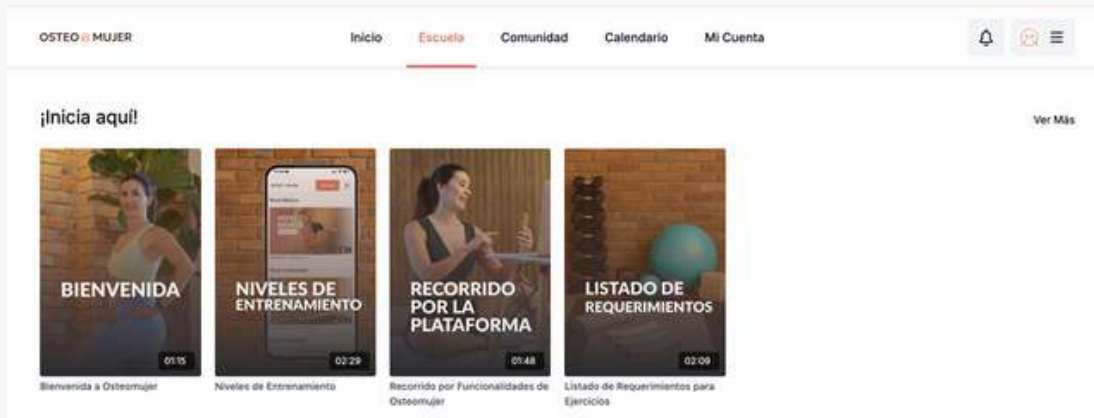 OSTEO MUJER
Inicio
Escuela
Comunidad
Calendario
Mi Cuenta
¡Inicia aquí!
Ver Más
BIENVENIDA
01:15
Bienvenida a Osteomujer
NIVELES DE
ENTRENAMIENTO
02:29
Niveles de Entrenamiento
RECORRIDO
POR LA
PLATAFORMA
01:48
Recorrido por Funcionalidades de
Osteomujer
LISTADO DE
REQUERIMIENTOS
02:09
Listado de Requerimientos para
Ejercicios